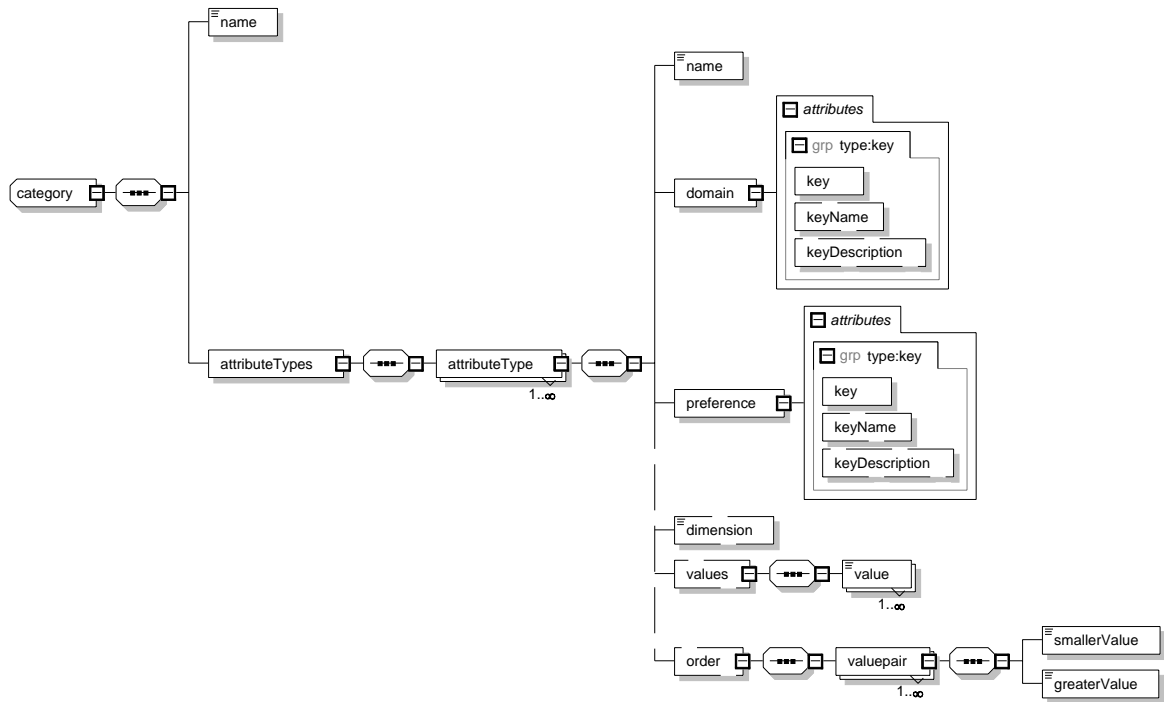 name
name
attributes
grp type:key
key
category
domain
keyName
keyDescription
attributes
attributeTypes
attributeType
grp type:key
1..∞
key
preference
keyName
keyDescription
dimension
values
value
1..∞
smallerValue
order
valuepair
greaterValue
1..∞